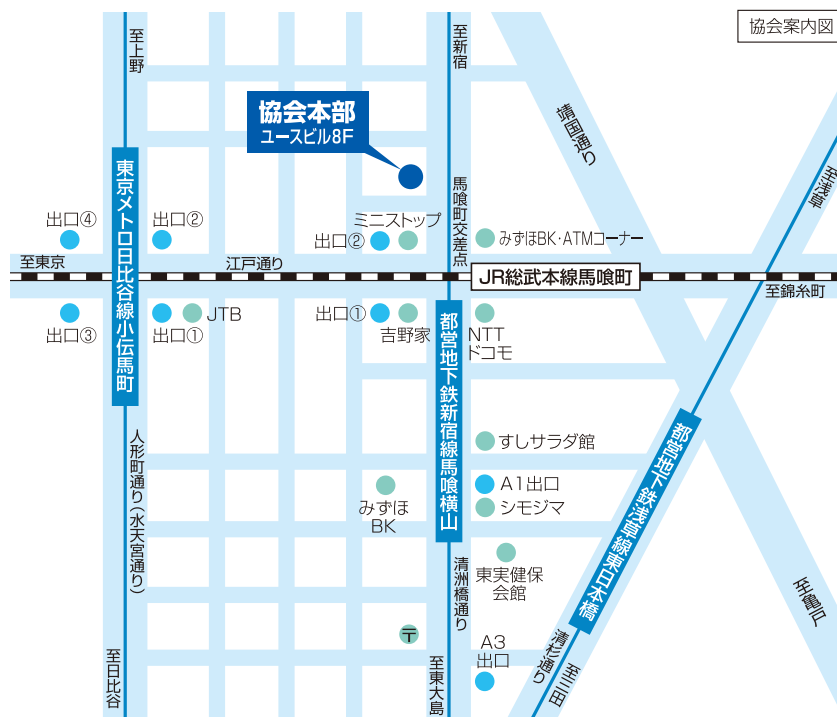 協会案内図
至上野
至新宿
協会本部
ユースビル8F
靖国通り
至浅草
東京メトロ日比谷線小伝馬町
馬喰町交差点
出口④
出口②
ミニストップ
出口②
みずほBK・ATMコーナー
至東京
江戸通り
JR総武本線馬喰町
至錦糸町
出口③
出口①
JTB
出口①
吉野家
NTT
ドコモ
都営地下鉄新宿線馬喰横山
都営地下鉄浅草線東日本橋
人形町通り(水天宮通り)
すしサラダ館
A1出口
シモジマ
みずほ
BK
東実健保
会館
清洲橋通り
〒
A3
出口
清杉通り
至三田
至亀戸
至日比谷
至東大島